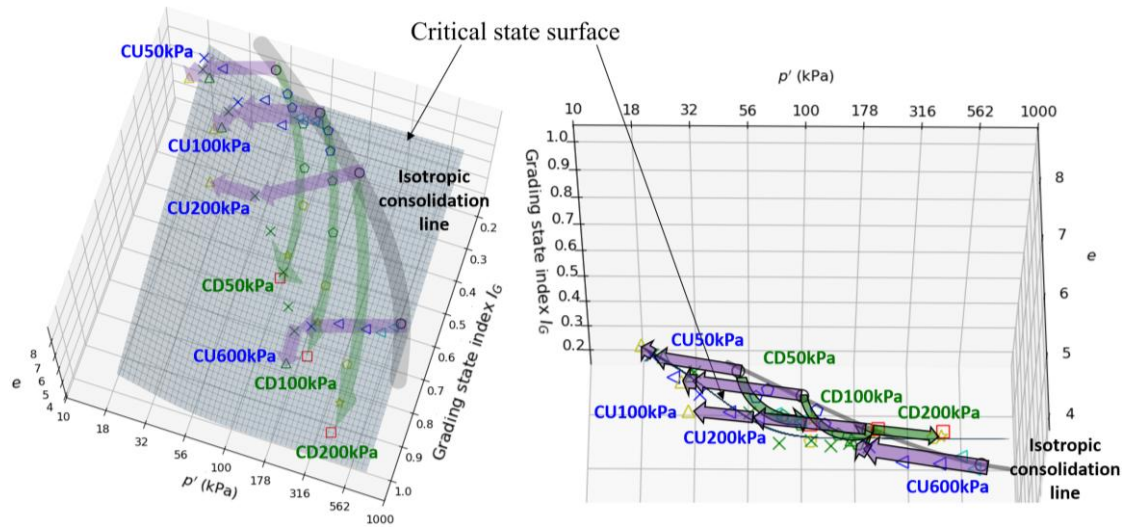 Critical state surface
CU50kPa
CU100kPa
CU200kPa
CD50kPa
CU600kPa
CD100kPa
CD200kPa
Isotropic
consolidation
line
0.2
0.3
0.4
0.5
0.6
0.7
0.8
0.9
1.0
Grading state index I_G
8
7
6
5
4
e
10
18
32
56
100
178
316
562
1000
p' (kPa)
p' (kPa)
10
18
32
56
100
178
316
562
1000
1.0
0.9
0.8
0.7
0.6
0.5
0.4
0.3
0.2
Grading state index I_G
8
7
6
5
4
e
CU50kPa
CD50kPa
CD100kPa
CD200kPa
CU100kPa
CU200kPa
CU600kPa
Isotropic
consolidation
line